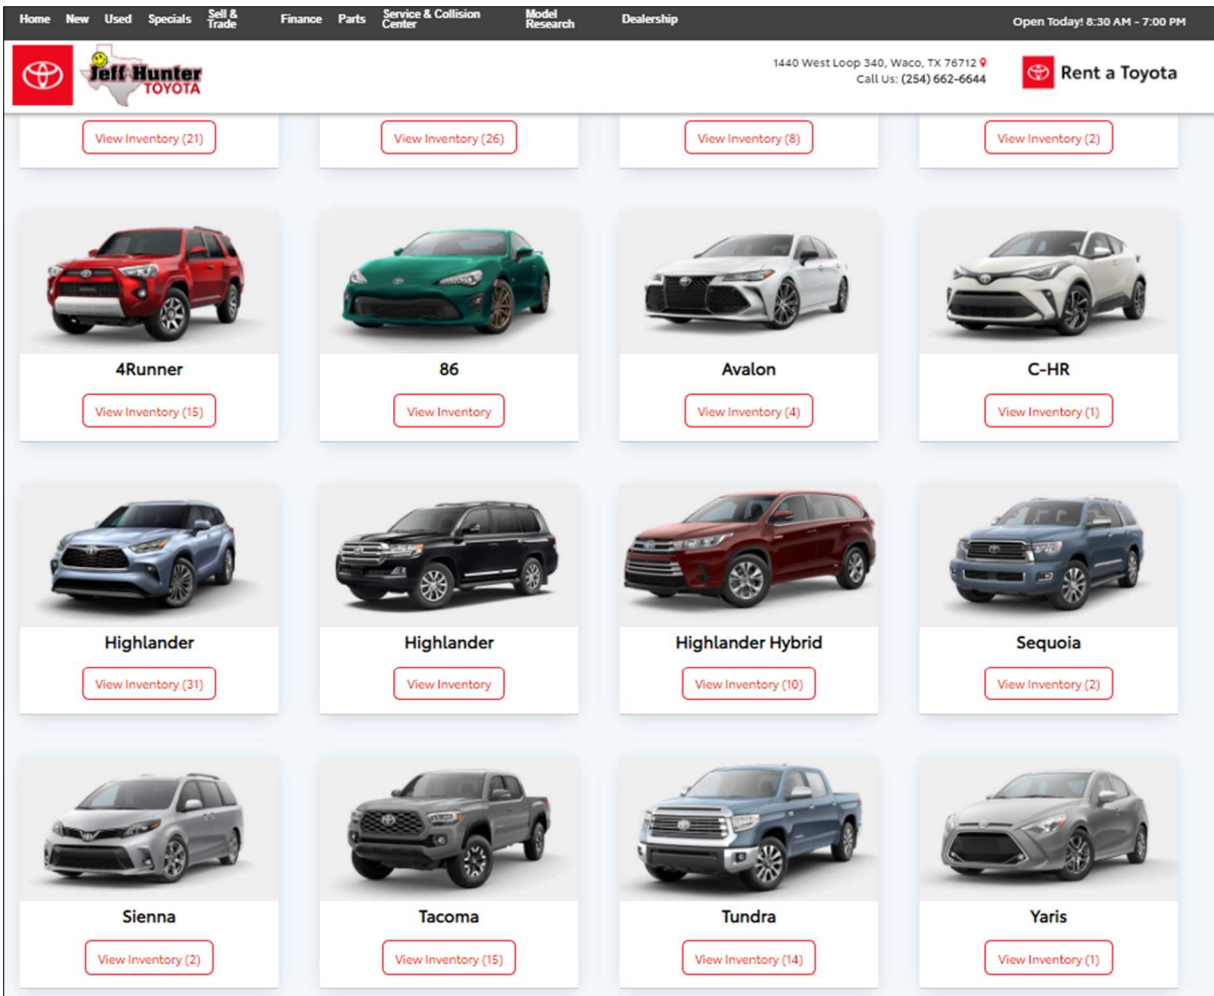 Home New Used Specials Sell & Trade Finance Parts Service & Collision Center Model Research Dealership Open Today! 8:30 AM - 7:00 PM
Jeff Hunter
TOYOTA
1440 West Loop 340, Waco, TX 76712
Call Us: (254) 662-6644
Rent a Toyota
View Inventory (21) View Inventory (26) View Inventory (8) View Inventory (2)
4Runner 86 Avalon C-HR
View Inventory (15) View Inventory View Inventory (4) View Inventory (1)
Highlander Highlander Highlander Hybrid Sequoia
View Inventory (31) View Inventory View Inventory (10) View Inventory (2)
Sienna Tacoma Tundra Yaris
View Inventory (2) View Inventory (15) View Inventory (14) View Inventory (1)